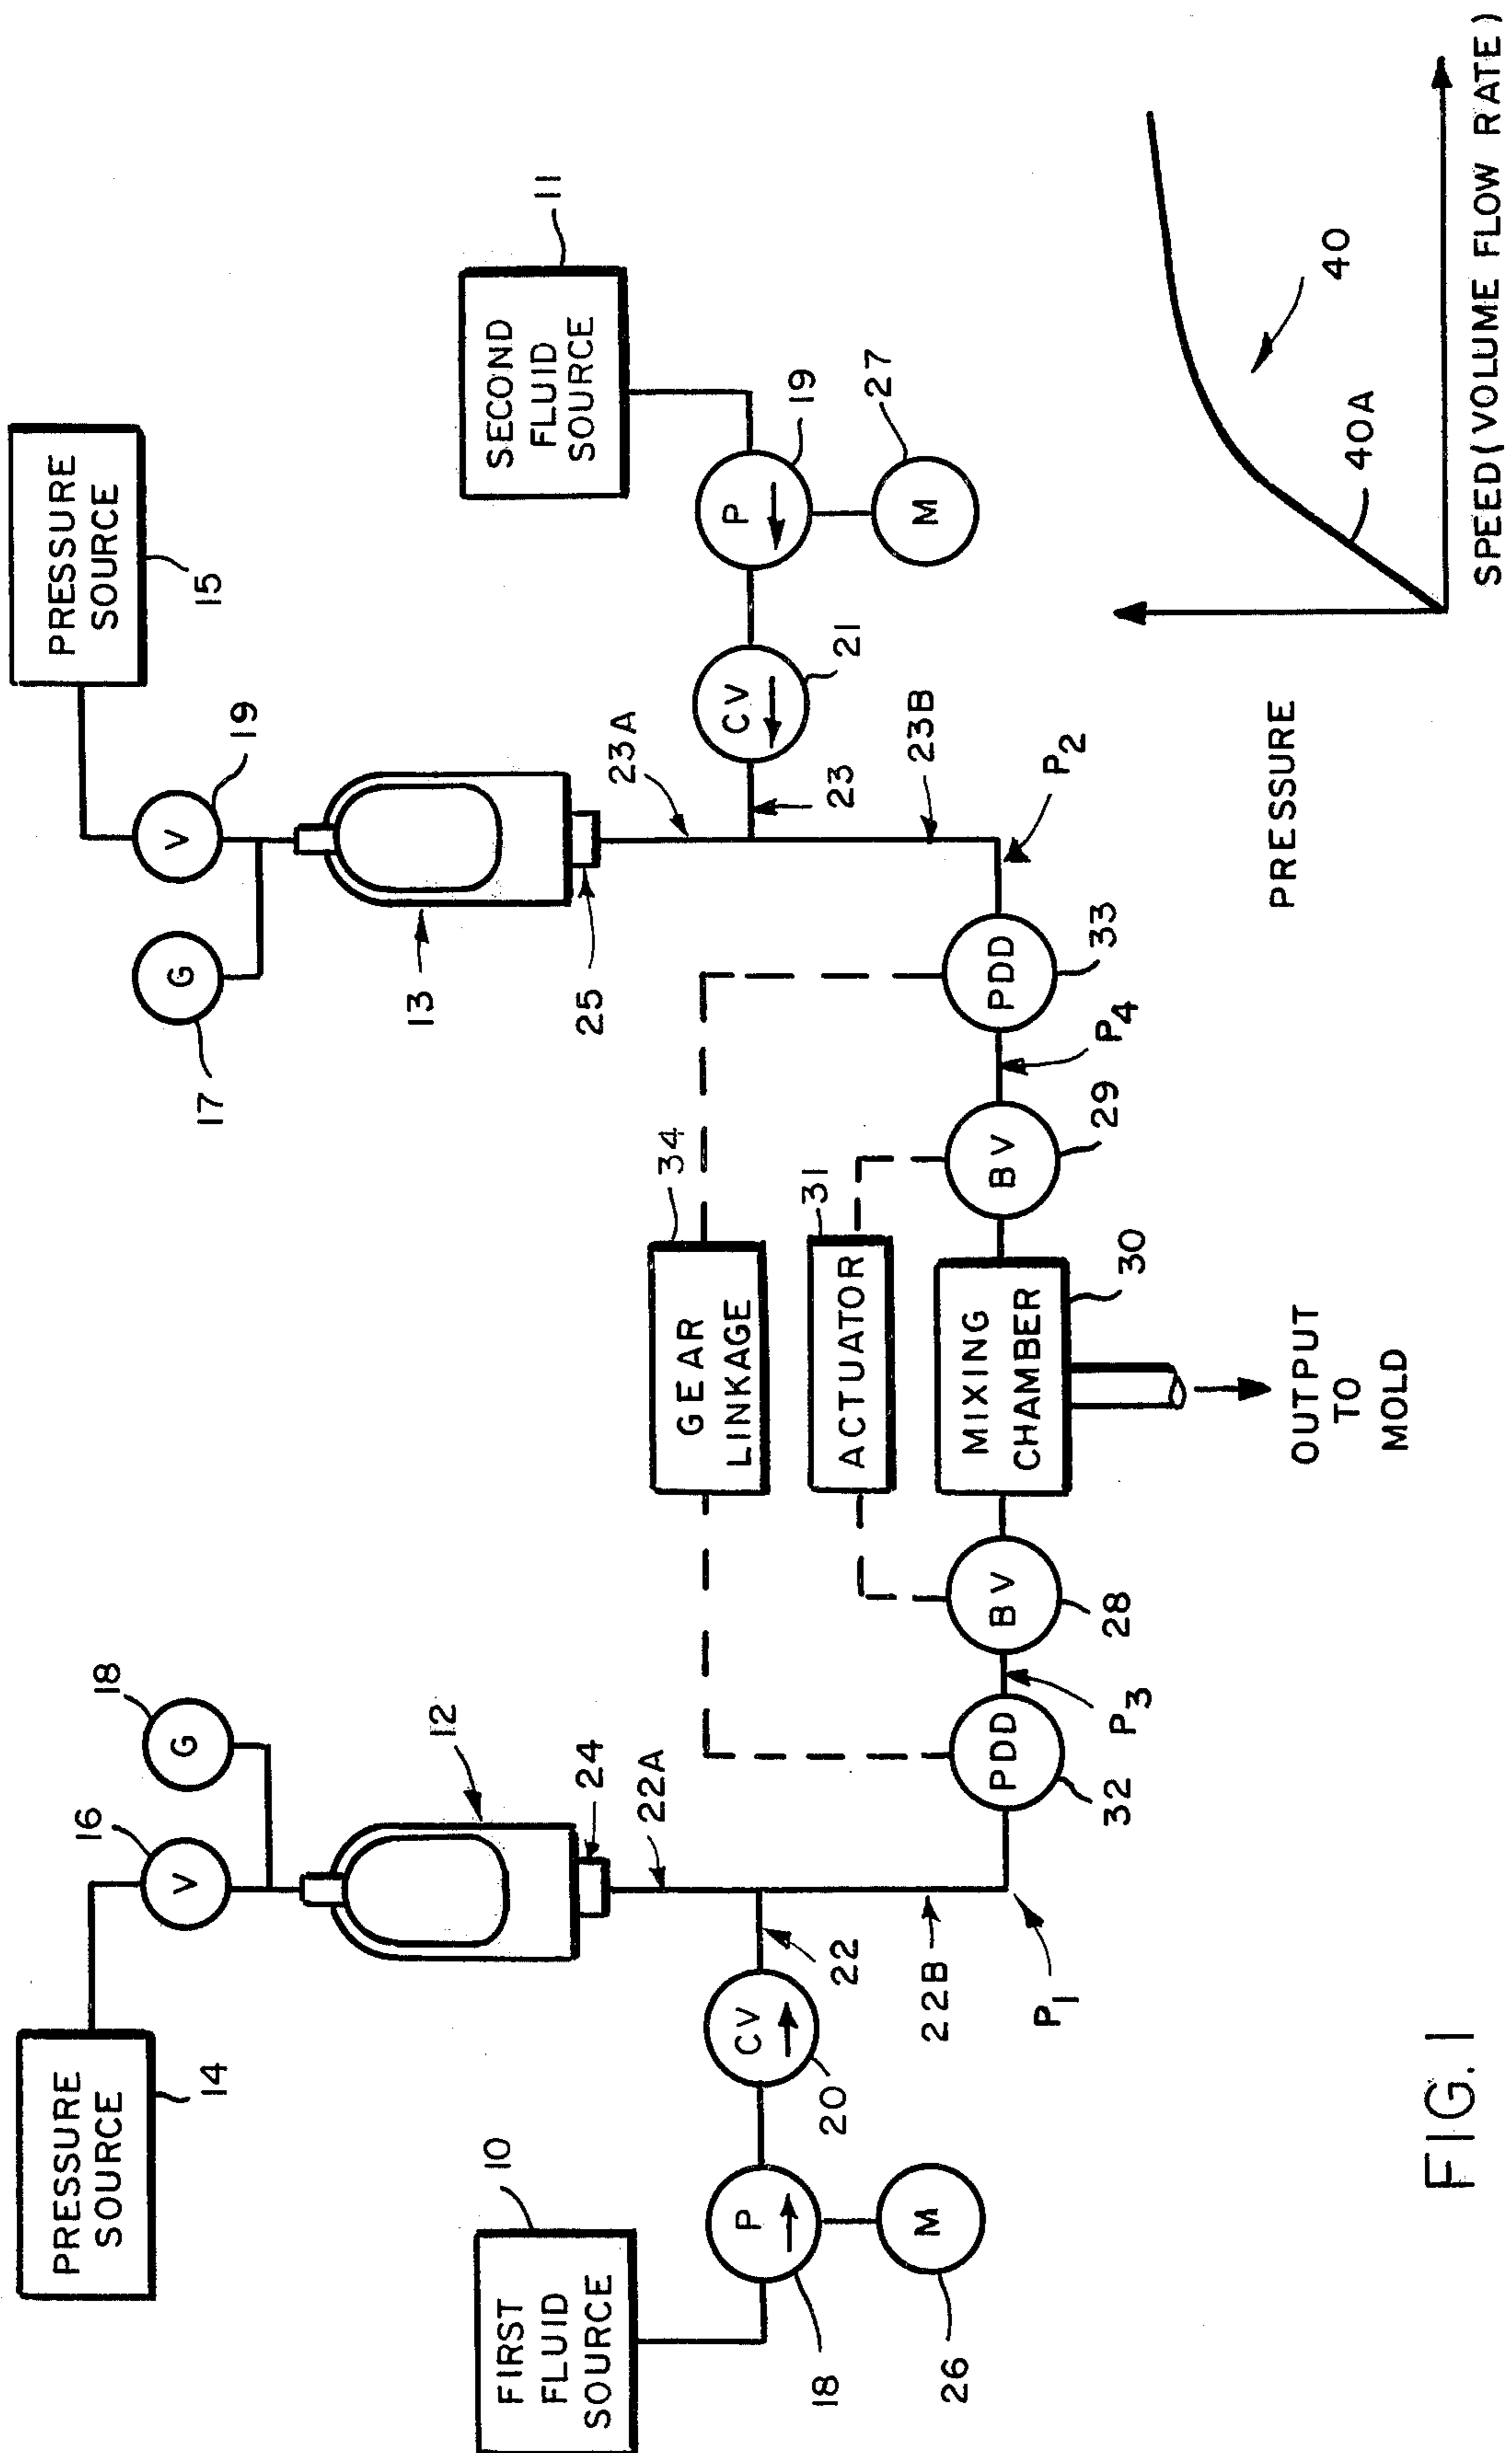 PRESSURE
SOURCE
14
16
V
18
G
12
24
22A
FIRST
FLUID
SOURCE
10
P
18
M
26
CV
20
22
22B
P1
PDD
32
P3
BV
28
GEAR
LINKAGE
34
ACTUATOR
31
MIXING
CHAMBER
30
OUTPUT
TO
MOLD
BV
29
P4
PDD
33
P2
PRESSURE
SOURCE
15
V
19
G
17
13
25
23A
23
23B
CV
21
P
19
M
27
SECOND
FLUID
SOURCE
11
PRESSURE
40
40A
SPEED (VOLUME FLOW RATE)
FIG. 1